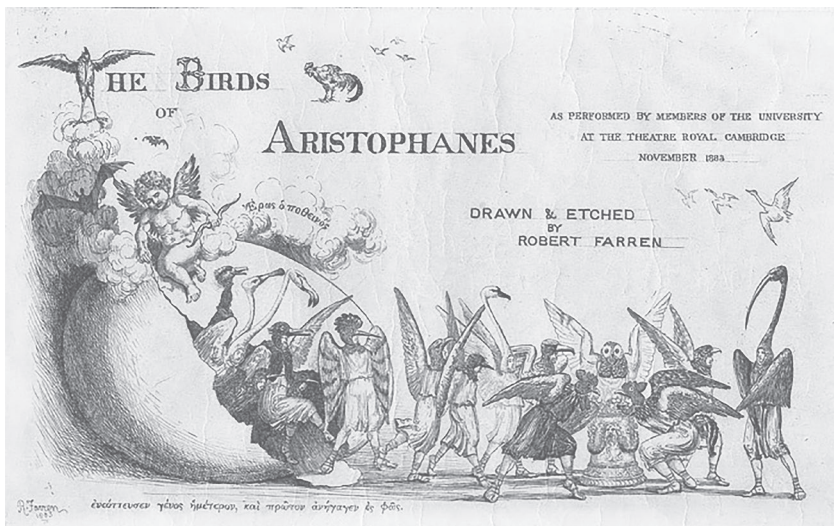 THE BIRDS
OF
ARISTOPHANES
AS PERFORMED BY MEMBERS OF THE UNIVERSITY
AT THE THEATRE ROYAL CAMBRIDGE
NOVEMBER 1883
DRAWN & ETCHED
BY
ROBERT FARREN
Ἔρως ὁ ποθεινός
R. Farren
1883
ἐνεόττευσεν γένος ἡμέτερον, καὶ πρῶτον ἀνήγαγεν ἐς φῶς.